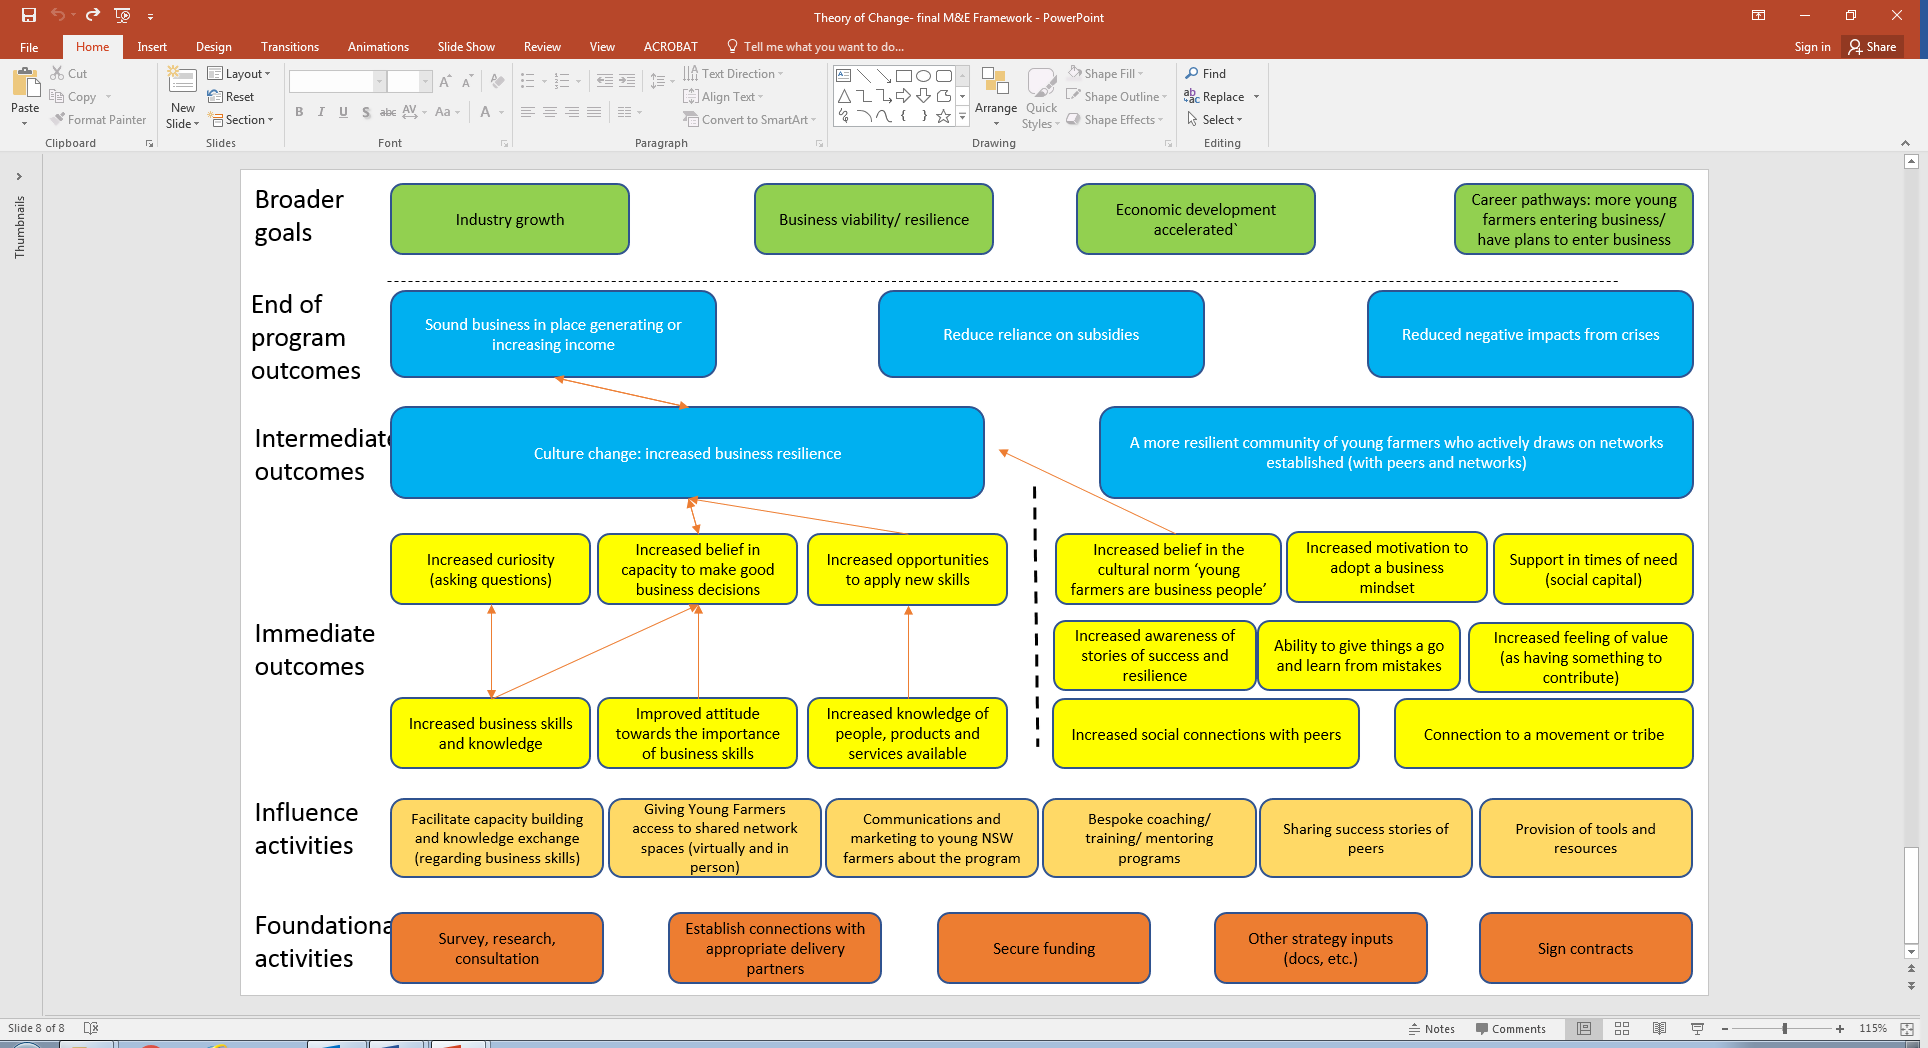 Theory of Change- final M&E Framework - PowerPoint
File
Home
Insert
Design
Transitions
Animations
Slide Show
Review
View
ACROBAT
Tell me what you want to do...
Sign in
Share
Paste
Cut
Copy
Format Painter
Clipboard
New
Slide
Layout
Reset
Section
Slides
B I U S abc AV Aa A
Font
Text Direction
Align Text
Convert to SmartArt
Paragraph
Arrange
Quick
Styles
Shape Fill
Shape Outline
Shape Effects
Drawing
Find
Replace
Select
Editing
Thumbnails
Broader
goals
Industry growth
Business viability/ resilience
Economic development
accelerated`
Career pathways: more young
farmers entering business/
have plans to enter business
End of
program
outcomes
Sound business in place generating or
increasing income
Reduce reliance on subsidies
Reduced negative impacts from crises
Intermediate
outcomes
Culture change: increased business resilience
A more resilient community of young farmers who actively draws on networks
established (with peers and networks)
Increased curiosity
(asking questions)
Increased belief in
capacity to make good
business decisions
Increased opportunities
to apply new skills
Increased belief in the
cultural norm ‘young
farmers are business people’
Increased motivation to
adopt a business
mindset
Support in times of need
(social capital)
Immediate
outcomes
Increased awareness of
stories of success and
resilience
Ability to give things a go
and learn from mistakes
Increased feeling of value
(as having something to
contribute)
Increased business skills
and knowledge
Improved attitude
towards the importance
of business skills
Increased knowledge of
people, products and
services available
Increased social connections with peers
Connection to a movement or tribe
Influence
activities
Facilitate capacity building
and knowledge exchange
(regarding business skills)
Giving Young Farmers
access to shared network
spaces (virtually and in
person)
Communications and
marketing to young NSW
farmers about the program
Bespoke coaching/
training/ mentoring
programs
Sharing success stories of
peers
Provision of tools and
resources
Foundationa
activities
Survey, research,
consultation
Establish connections with
appropriate delivery
partners
Secure funding
Other strategy inputs
(docs, etc.)
Sign contracts
Slide 8 of 8
Notes
Comments
115%